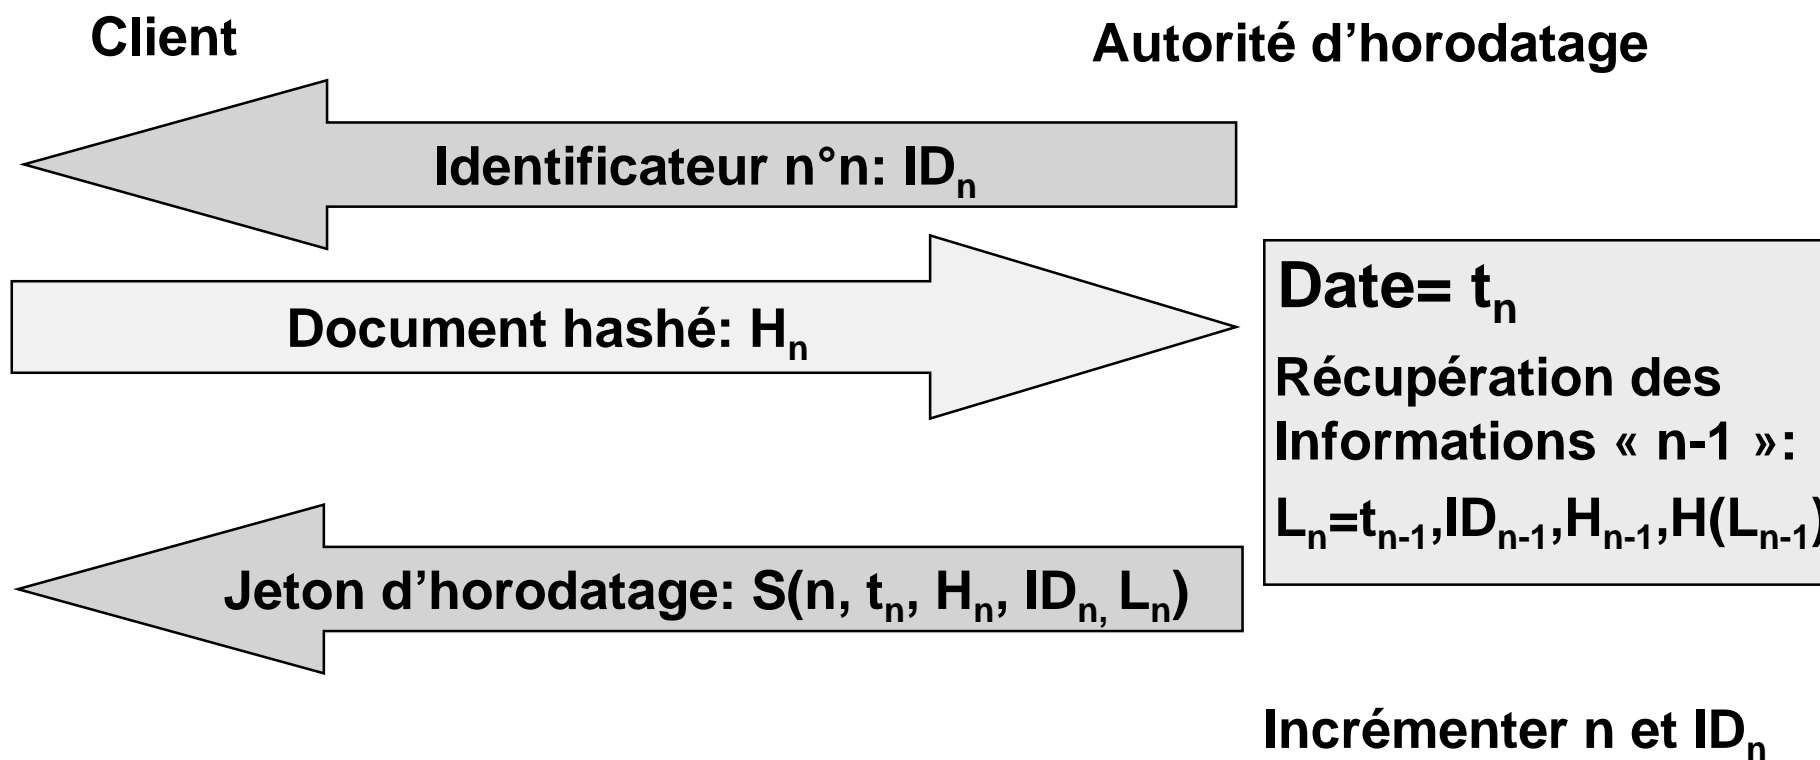 Client
Autorité d’horodatage
Identificateur n°n: IDn
Document hashé: Hn
Date= tn
Récupération des
Informations « n-1 »:
Ln=tn-1,IDn-1,Hn-1,H(Ln-1)
Jeton d’horodatage: S(n, tn, Hn, IDn, Ln)
Incrémenter n et IDn